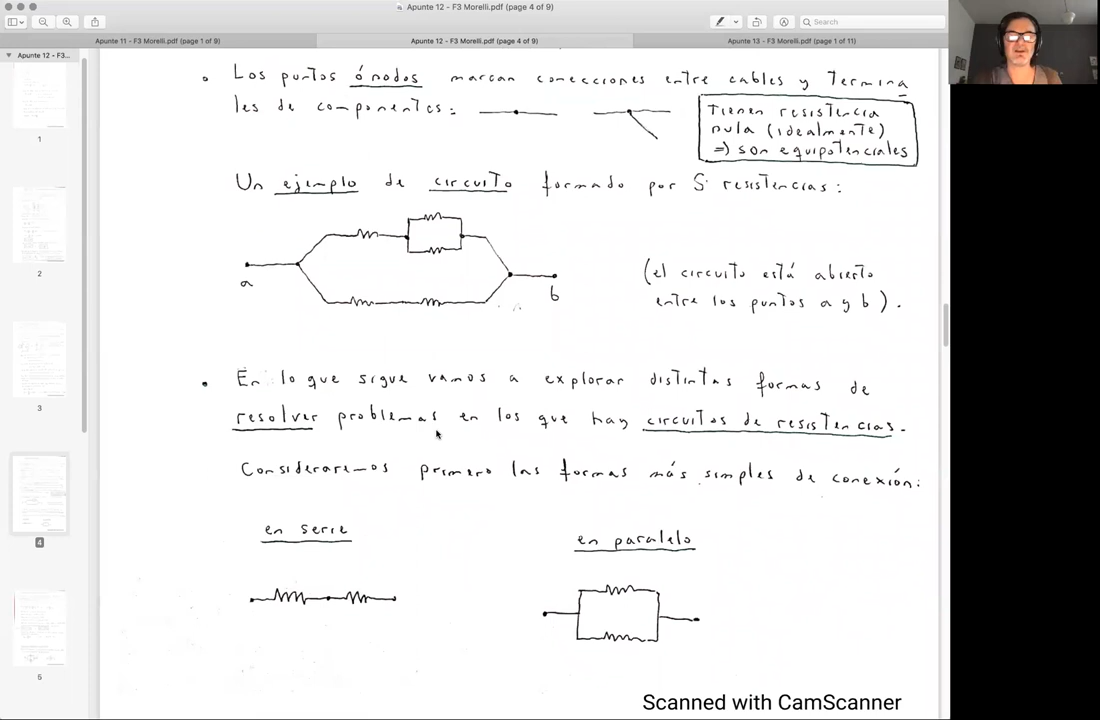 Apunte 12 - F3 Morelli.pdf (page 4 of 9)
Search
Apunte 11 - F3 Morelli.pdf (page 1 of 9)
Apunte 12 - F3 Morelli.pdf (page 4 of 9)
Apunte 13 - F3 Morelli.pdf (page 1 of 11)
Apunte 12 - F3...
1
2
3
4
5
• Los puntos ó nodos marcan conecciones entre cables y termina
les de componentes:
Tienen resistencia
nula (idealmente)
⇒) son equipotenciales
Un ejemplo de circuito formado por 5 resistencias:
a
b
(el circuito está abierto
entre los puntos a y b).
• En lo que sigue vamos a explorar distintas formas de
resolver problemas en los que hay circuitos de resistencias.
Consideraremos primero las formas más simples de conexión:
en serie
en paralelo
Scanned with CamScanner